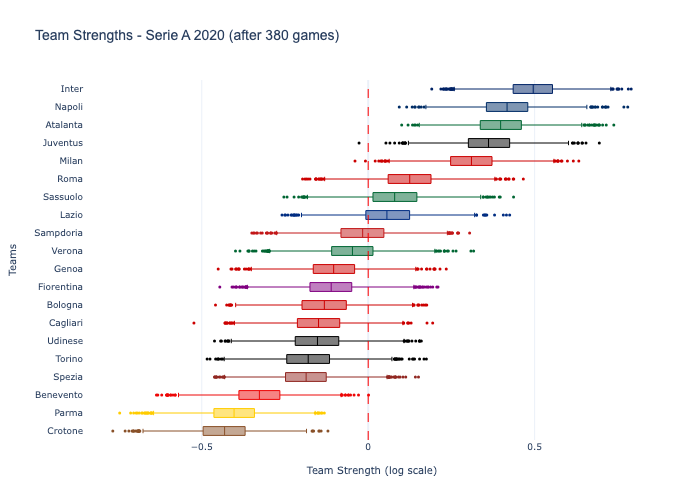 Team Strengths - Serie A 2020 (after 380 games)
Inter
Napoli
Atalanta
Juventus
Milan
Roma
Sassuolo
Lazio
Sampdoria
Verona
Teams
Genoa
Fiorentina
Bologna
Cagliari
Udinese
Torino
Spezia
Benevento
Parma
Crotone
−0.5
0
0.5
Team Strength (log scale)